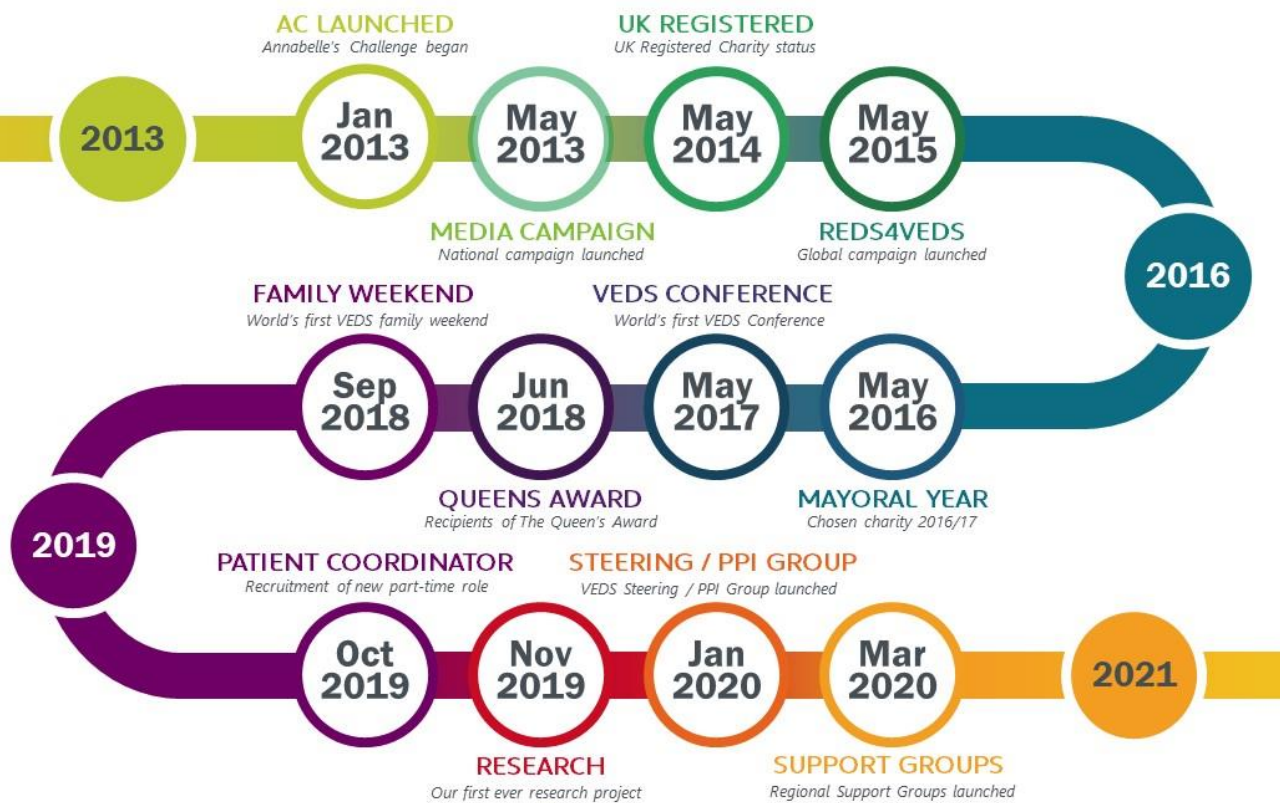 AC LAUNCHED
Annabelle's Challenge began
UK REGISTERED
UK Registered Charity status
2013
Jan
2013
May
2013
May
2014
May
2015
MEDIA CAMPAIGN
National campaign launched
REDS4VEDS
Global campaign launched
2016
FAMILY WEEKEND
World's first VEDS family weekend
VEDS CONFERENCE
World's first VEDS Conference
Sep
2018
Jun
2018
May
2017
May
2016
QUEENS AWARD
Recipients of The Queen's Award
MAYORAL YEAR
Chosen charity 2016/17
2019
PATIENT COORDINATOR
Recruitment of new part-time role
STEERING / PPI GROUP
VEDS Steering / PPI Group launched
Oct
2019
Nov
2019
Jan
2020
Mar
2020
2021
RESEARCH
Our first ever research project
SUPPORT GROUPS
Regional Support Groups launched